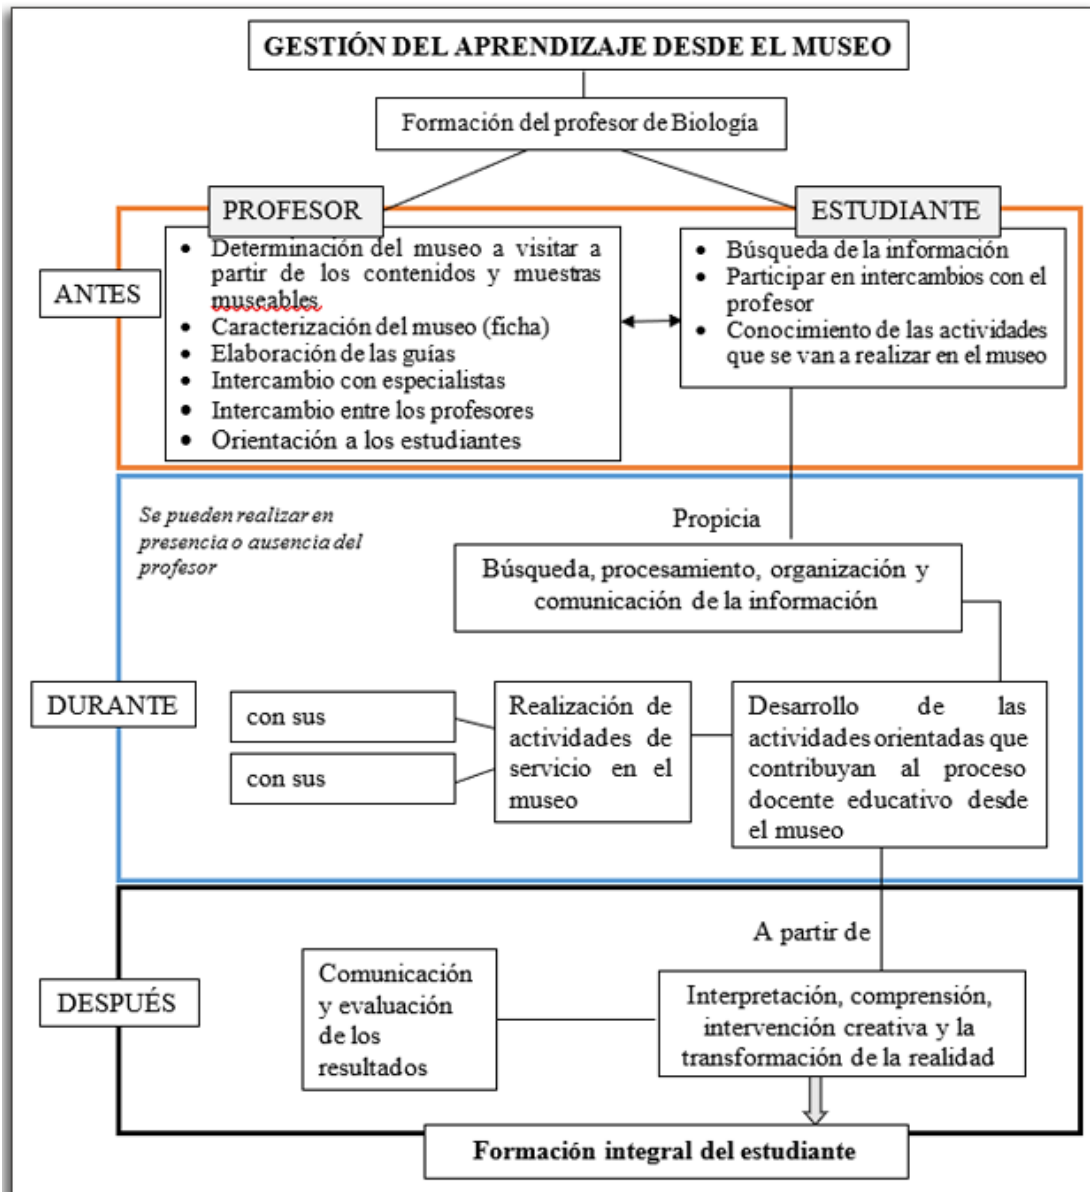 GESTIÓN DEL APRENDIZAJE DESDE EL MUSEO
Formación del profesor de Biología
PROFESOR
ESTUDIANTE
ANTES
• Determinación del museo a visitar a
partir de los contenidos y muestras
museables.
• Caracterización del museo (ficha)
• Elaboración de las guías
• Intercambio con especialistas
• Intercambio entre los profesores
• Orientación a los estudiantes
• Búsqueda de la información
• Participar en intercambios con el
profesor
• Conocimiento de las actividades
que se van a realizar en el museo
Se pueden realizar en
presencia o ausencia del
profesor
Propicia
Búsqueda, procesamiento, organización y
comunicación de la información
DURANTE
con sus
con sus
Realización de
actividades de
servicio en el
museo
Desarrollo de las
actividades orientadas que
contribuyan al proceso
docente educativo desde
el museo
A partir de
DESPUÉS
Comunicación
y evaluación
de los
resultados
Interpretación, comprensión,
intervención creativa y la
transformación de la realidad
Formación integral del estudiante